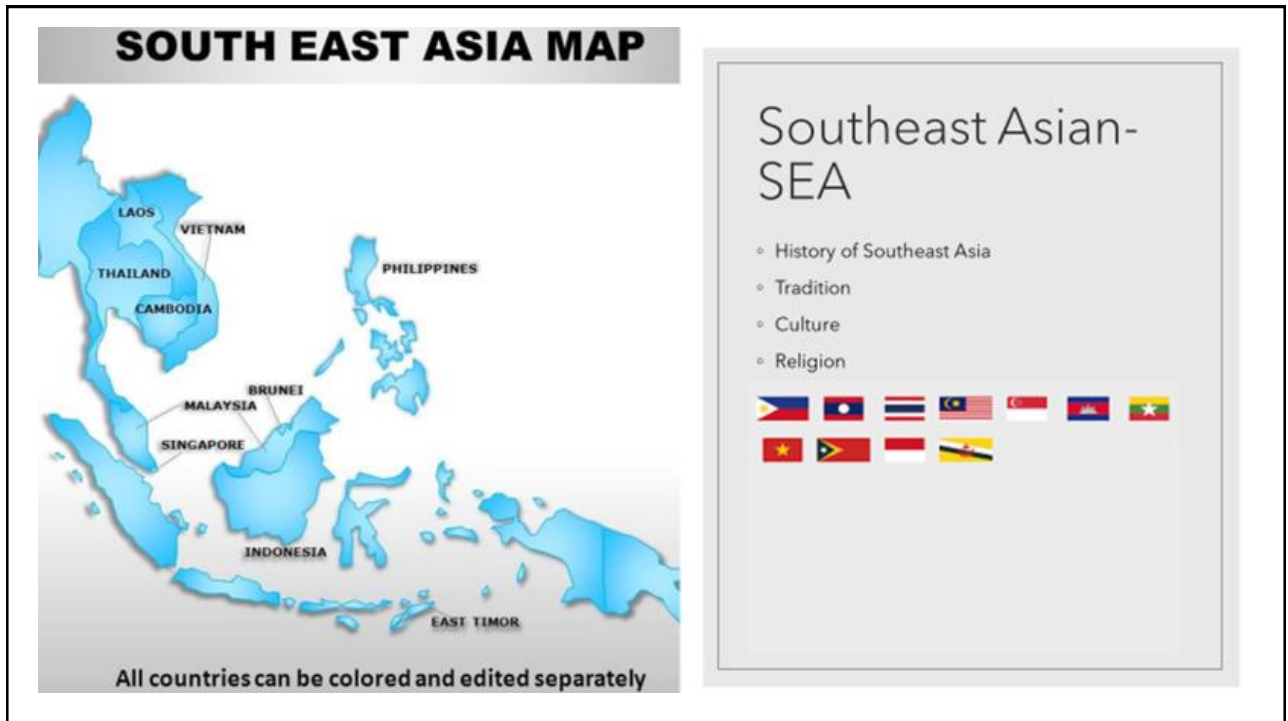 SOUTH EAST ASIA MAP
LAOS
VIETNAM
THAILAND
PHILIPPINES
CAMBODIA
BRUNEI
MALAYSIA
SINGAPORE
INDONESIA
EAST TIMOR
All countries can be colored and edited separately
Southeast Asian-
SEA
◦ History of Southeast Asia
◦ Tradition
◦ Culture
◦ Religion